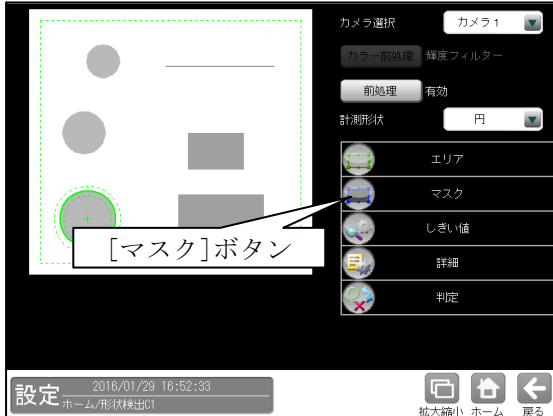 カメラ選択 カメラ1
カラー前処理 輝度フィルター
前処理 有効
計測形状 円
エリア
マスク
しきい値
詳細
判定
[マスク]ボタン
設定 2016/01/29 16:52:33
ホーム/形状検出C1
拡大縮小 ホーム 戻る